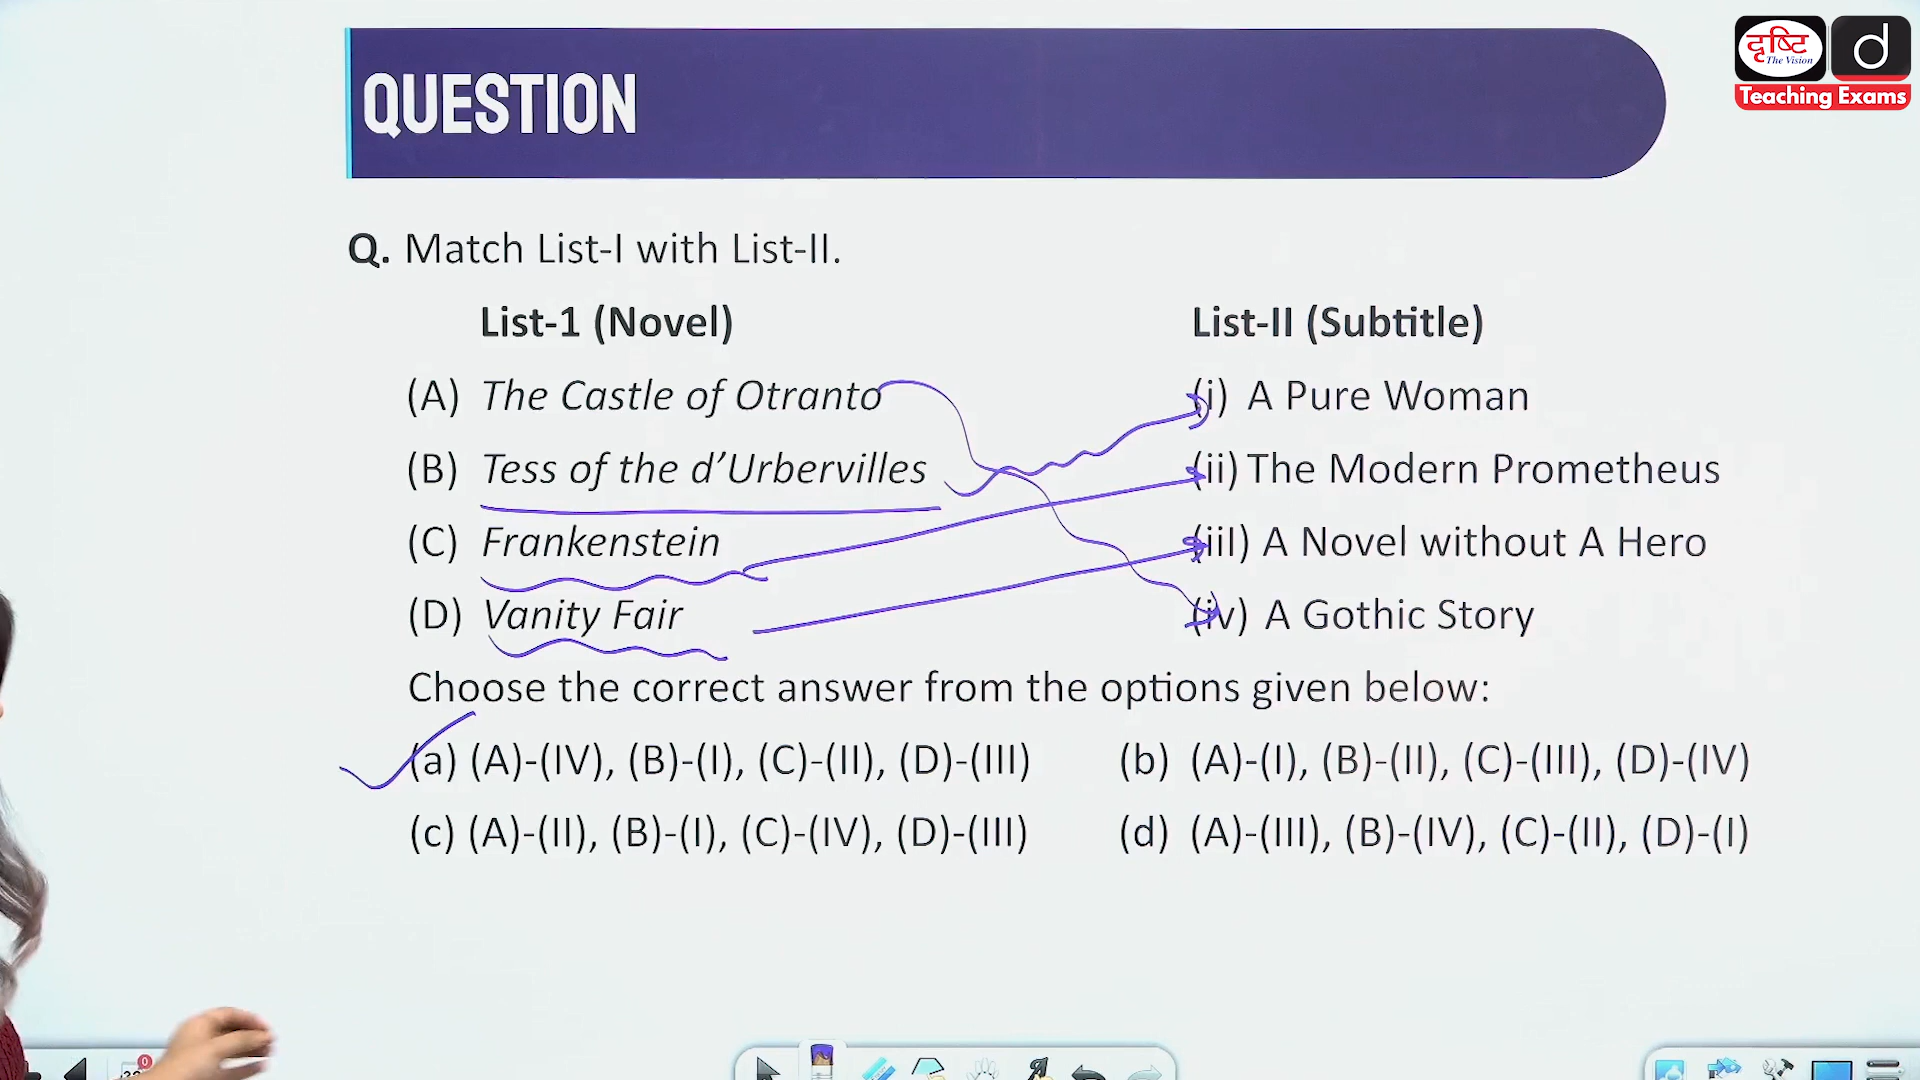 दृष्टि
The Vision
d
Teaching Exams
QUESTION
Q. Match List-I with List-II.
List-1 (Novel) List-II (Subtitle)
(A) The Castle of Otranto (i) A Pure Woman
(B) Tess of the d’Urbervilles (ii) The Modern Prometheus
(C) Frankenstein (iiI) A Novel without A Hero
(D) Vanity Fair (iv) A Gothic Story
Choose the correct answer from the options given below:
(a) (A)-(IV), (B)-(I), (C)-(II), (D)-(III) (b) (A)-(I), (B)-(II), (C)-(III), (D)-(IV)
(c) (A)-(II), (B)-(I), (C)-(IV), (D)-(III) (d) (A)-(III), (B)-(IV), (C)-(II), (D)-(I)
0